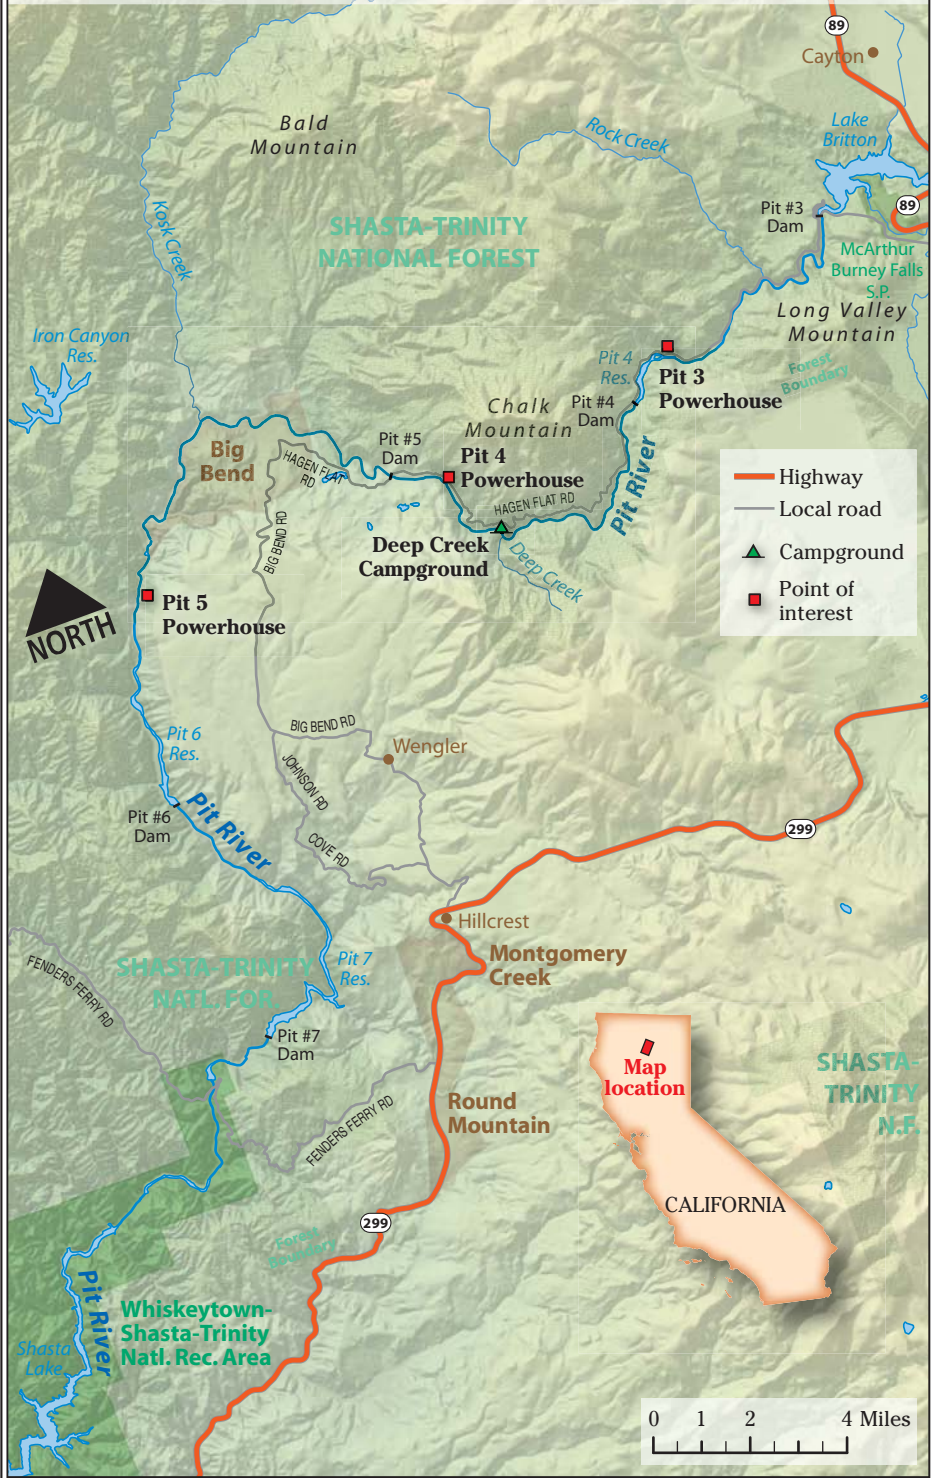 89
Cayton
Bald
Mountain
Rock Creek
Lake
Britton
Kosk Creek
SHASTA-TRINITY
NATIONAL FOREST
Pit #3
Dam
89
McArthur
Burney Falls
S.P.
Long Valley
Mountain
Iron Canyon
Res.
Pit 4
Res.
Pit 3
Powerhouse
Forest
Boundary
Chalk
Mountain
Pit #4
Dam
Big
Bend
HAGEN FLAT
RD
Pit #5
Dam
Pit 4
Powerhouse
HAGEN FLAT RD
Pit River
Highway
Local road
Campground
Point of
interest
BIG BEND RD
Deep Creek
Campground
Deep Creek
NORTH
Pit 5
Powerhouse
Pit 6
Res.
BIG BEND RD
Wengler
JOHNSON RD
Pit #6
Dam
Pit River
COVE RD
299
Hillcrest
Montgomery
Creek
FENDERS FERRY RD
SHASTA-TRINITY
NATL. FOR.
Pit 7
Res.
Pit #7
Dam
Map
location
SHASTA-
TRINITY
N.F.
Round
Mountain
FENDERS FERRY RD
CALIFORNIA
299
Forest
Boundary
Pit River
Whiskeytown-
Shasta-Trinity
Natl. Rec. Area
Shasta
Lake
0 1 2 4 Miles